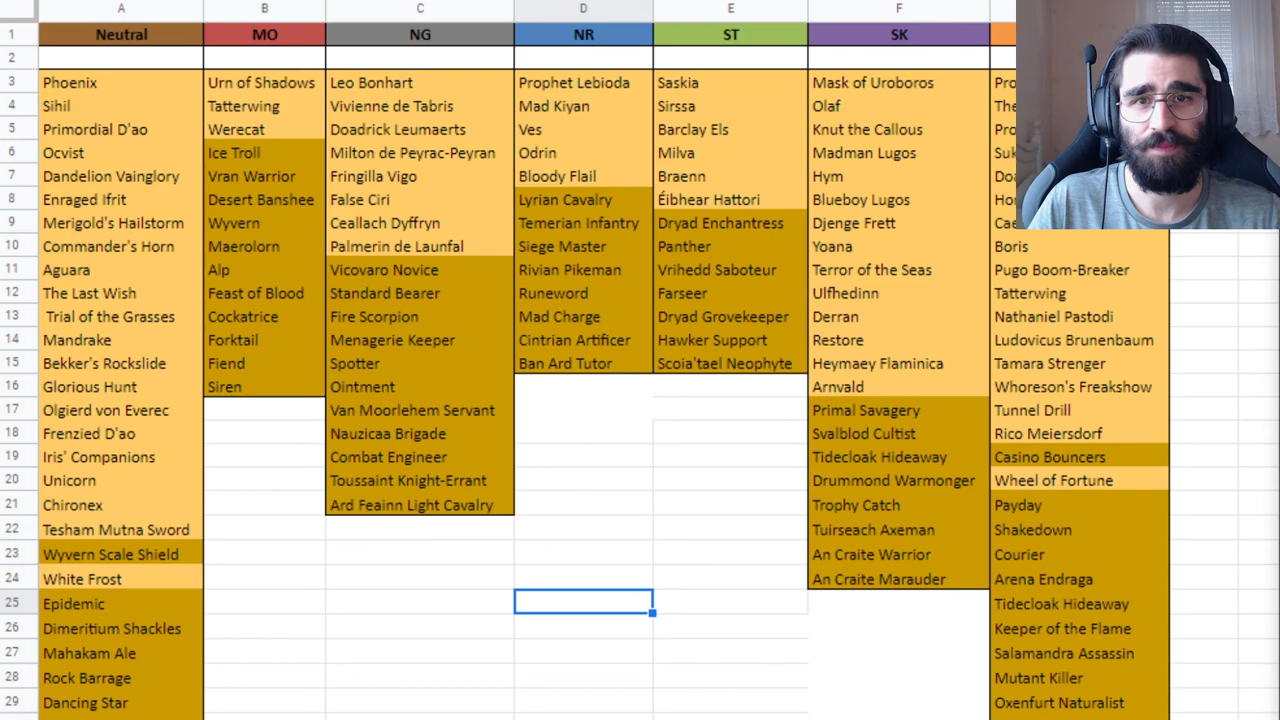 A B C D E F
1 Neutral MO NG NR ST SK
2
3 Phoenix Urn of Shadows Leo Bonhart Prophet Lebioda Saskia Mask of Uroboros Pro
4 Sihil Tatterwing Vivienne de Tabris Mad Kiyan Sirssa Olaf The
5 Primordial D'ao Werecat Doadrick Leumaerts Ves Barclay Els Knut the Callous Pro
6 Ocvist Ice Troll Milton de Peyrac-Peyran Odrin Milva Madman Lugos Suk
7 Dandelion Vainglory Vran Warrior Fringilla Vigo Bloody Flail Braenn Hym Doa
8 Enraged Ifrit Desert Banshee False Ciri Lyrian Cavalry Éibhear Hattori Blueboy Lugos Hor
9 Merigold's Hailstorm Wyvern Ceallach Dyffryn Temerian Infantry Dryad Enchantress Djenge Frett Cae
10 Commander's Horn Maerolorn Palmerin de Launfal Siege Master Panther Yoana Boris
11 Aguara Alp Vicovaro Novice Rivian Pikeman Vrihedd Saboteur Terror of the Seas Pugo Boom-Breaker
12 The Last Wish Feast of Blood Standard Bearer Runeword Farseer Ulfhedinn Tatterwing
13 Trial of the Grasses Cockatrice Fire Scorpion Mad Charge Dryad Grovekeeper Derran Nathaniel Pastodi
14 Mandrake Forktail Menagerie Keeper Cintrian Artificer Hawker Support Restore Ludovicus Brunenbaum
15 Bekker's Rockslide Fiend Spotter Ban Ard Tutor Scoia'tael Neophyte Heymaey Flaminica Tamara Strenger
16 Glorious Hunt Siren Ointment Arnvald Whoreson's Freakshow
17 Olgierd von Everec Van Moorlehem Servant Primal Savagery Tunnel Drill
18 Frenzied D'ao Nauzicaa Brigade Svalblod Cultist Rico Meiersdorf
19 Iris' Companions Combat Engineer Tidecloak Hideaway Casino Bouncers
20 Unicorn Toussaint Knight-Errant Drummond Warmonger Wheel of Fortune
21 Chironex Ard Feainn Light Cavalry Trophy Catch Payday
22 Tesham Mutna Sword Tuirseach Axeman Shakedown
23 Wyvern Scale Shield An Craite Warrior Courier
24 White Frost An Craite Marauder Arena Endraga
25 Epidemic Tidecloak Hideaway
26 Dimeritium Shackles Keeper of the Flame
27 Mahakam Ale Salamandra Assassin
28 Rock Barrage Mutant Killer
29 Dancing Star Oxenfurt Naturalist